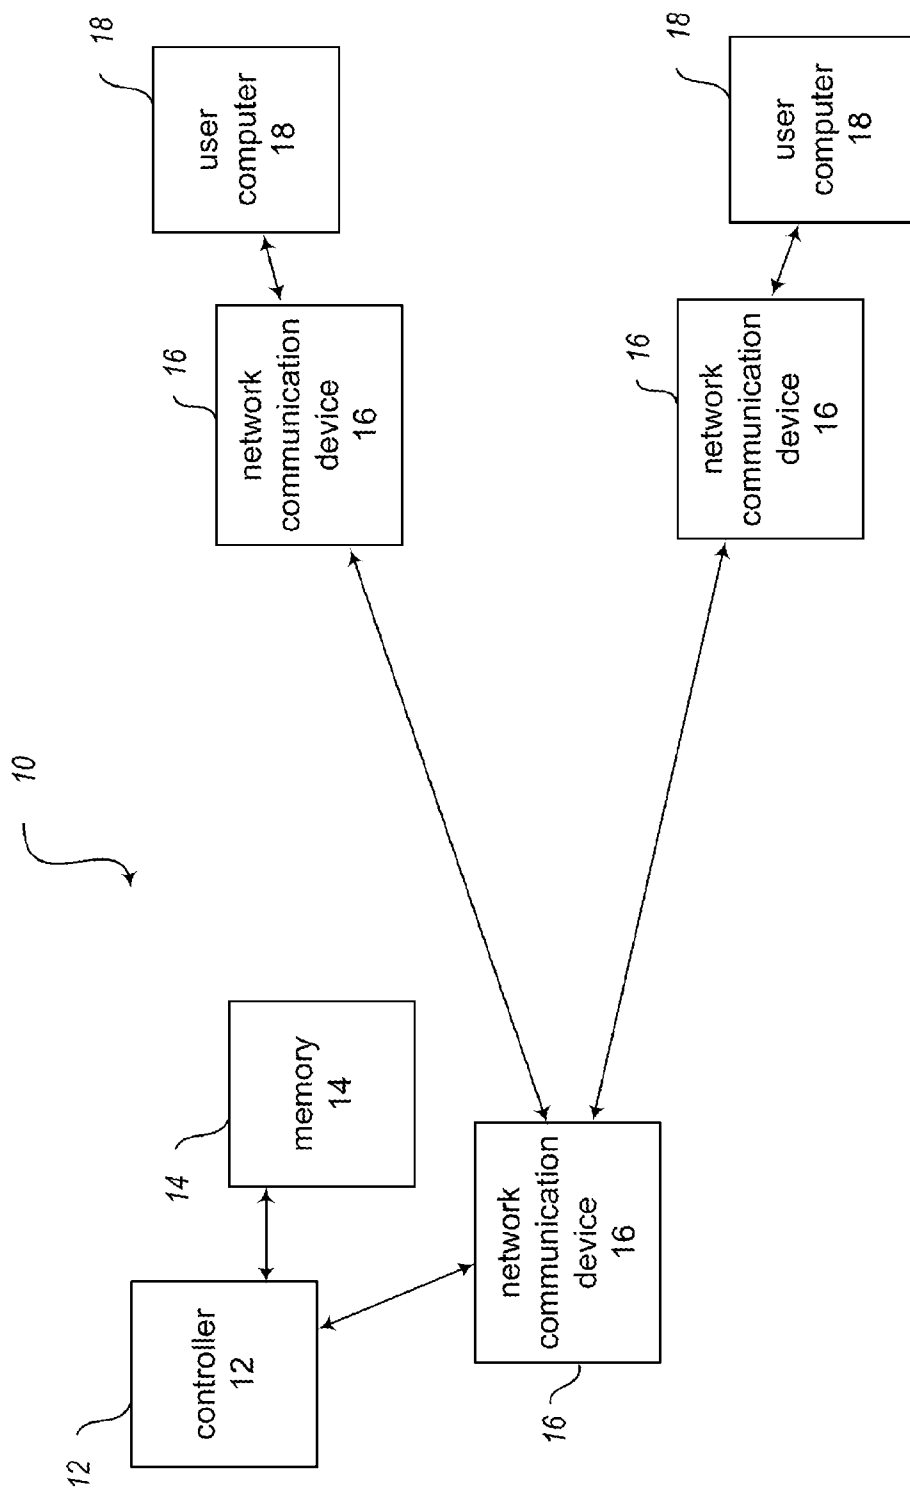 10
12
controller
12
14
memory
14
16
network
communication
device
16
16
network
communication
device
16
18
user
computer
18
16
network
communication
device
16
18
user
computer
18